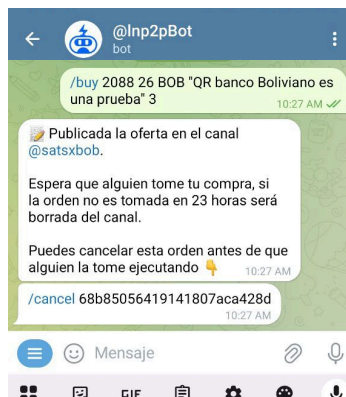 @lnp2pBot
bot
/buy 2088 26 BOB "QR banco Boliviano es
una prueba" 3
10:27 AM
📝 Publicada la oferta en el canal
@satsxbob.
Espera que alguien tome tu compra, si
la orden no es tomada en 23 horas será
borrada del canal.
Puedes cancelar esta orden antes de que
alguien la tome ejecutando 👇
10:27 AM
/cancel 68b85056419141807aca428d
10:27 AM
Mensaje
GIF